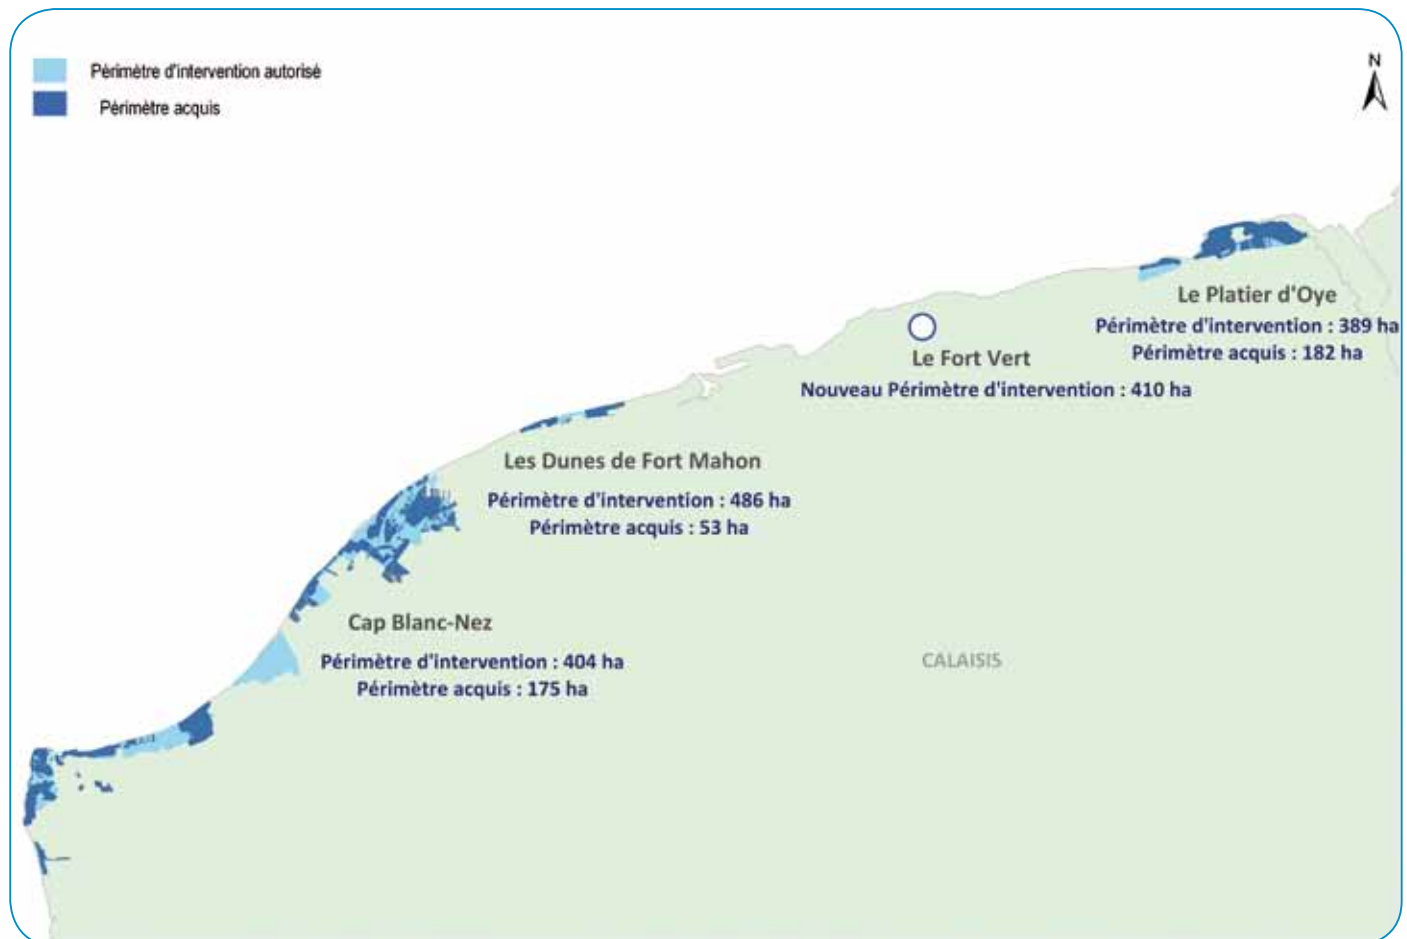 Périmètre d'intervention autorisé
Périmètre acquis
N
Le Platier d'Oye
Périmètre d'intervention : 389 ha
Périmètre acquis : 182 ha
Le Fort Vert
Nouveau Périmètre d'intervention : 410 ha
Les Dunes de Fort Mahon
Périmètre d'intervention : 486 ha
Périmètre acquis : 53 ha
Cap Blanc-Nez
Périmètre d'intervention : 404 ha
Périmètre acquis : 175 ha
CALAISIS